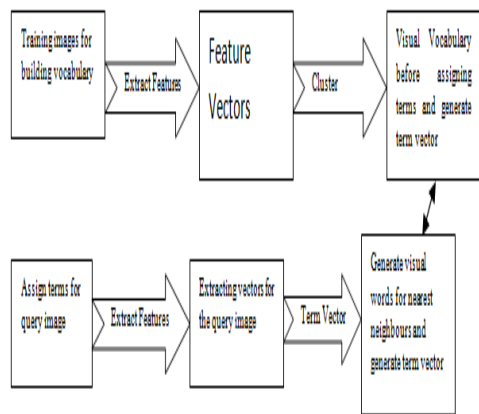 Training images for
building vocabulary
Extract Features
Feature
Vectors
Cluster
Visual Vocabulary
before assigning
terms and generate
term vector
Assign terms for
query image
Extract Features
Extracting vectors for
the query image
Term Vector
Generate visual
words for nearest
neighbours and
generate term vector